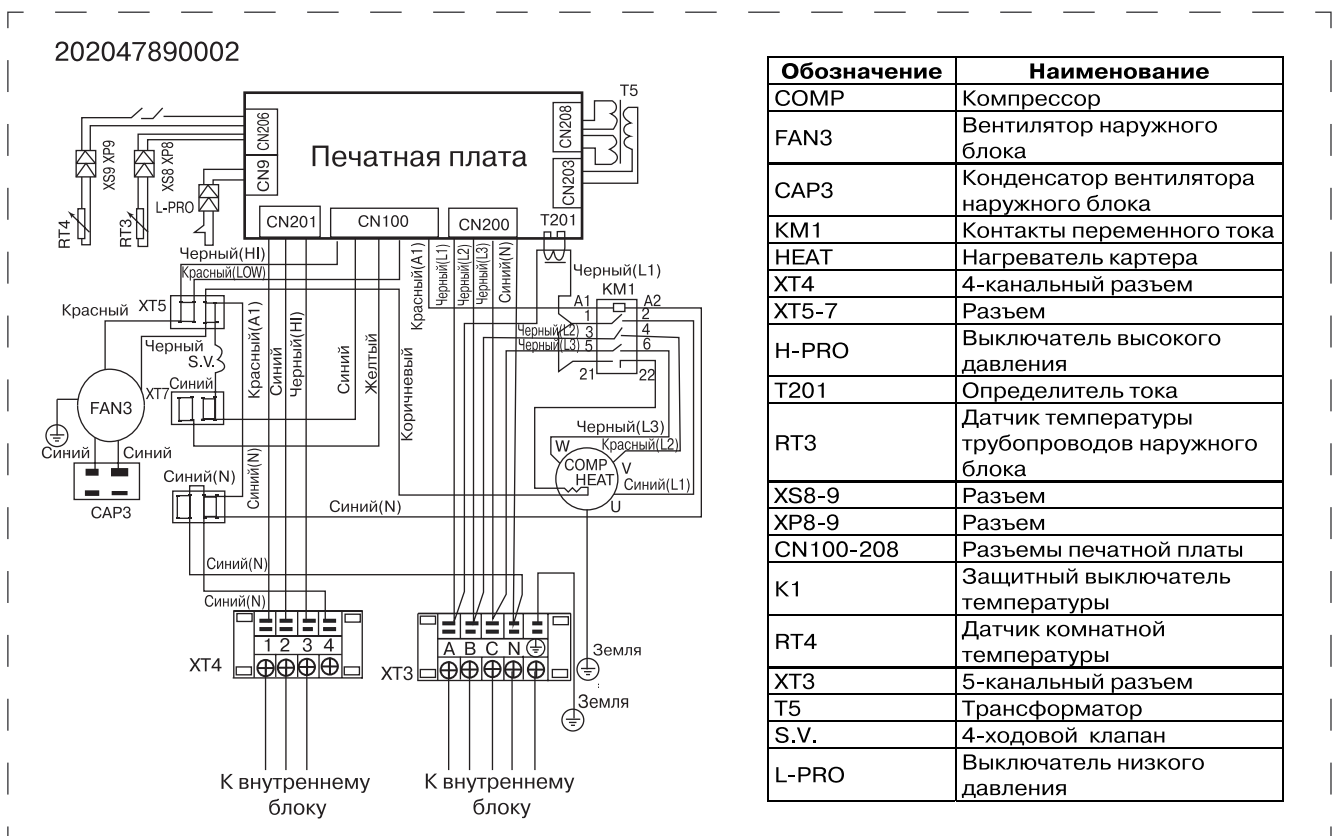 202047890002
T5
CN206
CN208
XS9 XP9
XS8 XP8
Печатная плата
CN9
CN203
L-PRO
RT4
RT3
CN201
CN100
CN200
T201
Черный(HI)
Красный(LOW)
Красный(A1)
Черный(L1)
Черный(L2)
Черный(L3)
Синий(N)
Черный(L1)
KM1
Красный
XT5
A1
A2
1
2
Черный(L2)
3
4
Черный(L3)
5
6
Черный
S.V.
Красный(A1)
Синий
Черный(HI)
Синий
Желтый
Коричневый
21
22
XT7
Синий
FAN3
Синий
Синий
Черный(L3)
W
Красный(L2)
COMP
V
HEAT
Синий(L1)
U
Синий(N)
Синий(N)
Синий(N)
CAP3
Синий(N)
Синий(N)
1 2 3 4
XT4
A B C N
XT3
Земля
Земля
К внутреннему
блоку
К внутреннему
блоку
Обозначение Наименование
COMP Компрессор
FAN3 Вентилятор наружного
блока
CAP3 Конденсатор вентилятора
наружного блока
KM1 Контакты переменного тока
HEAT Нагреватель картера
XT4 4-канальный разъем
XT5-7 Разъем
H-PRO Выключатель высокого
давления
T201 Определитель тока
RT3 Датчик температуры
трубопроводов наружного
блока
XS8-9 Разъем
XP8-9 Разъем
CN100-208 Разъемы печатной платы
K1 Защитный выключатель
температуры
RT4 Датчик комнатной
температуры
XT3 5-канальный разъем
T5 Трансформатор
S.V. 4-ходовой клапан
L-PRO Выключатель низкого
давления